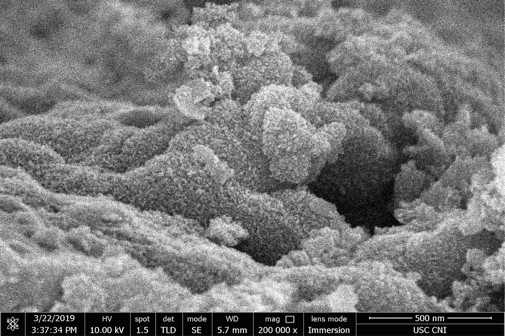 3/22/2019 HV spot det mode WD mag lens mode 500 nm
3:37:34 PM 10.00 kV 1.5 TLD SE 5.7 mm 200 000 x Immersion USC CNI